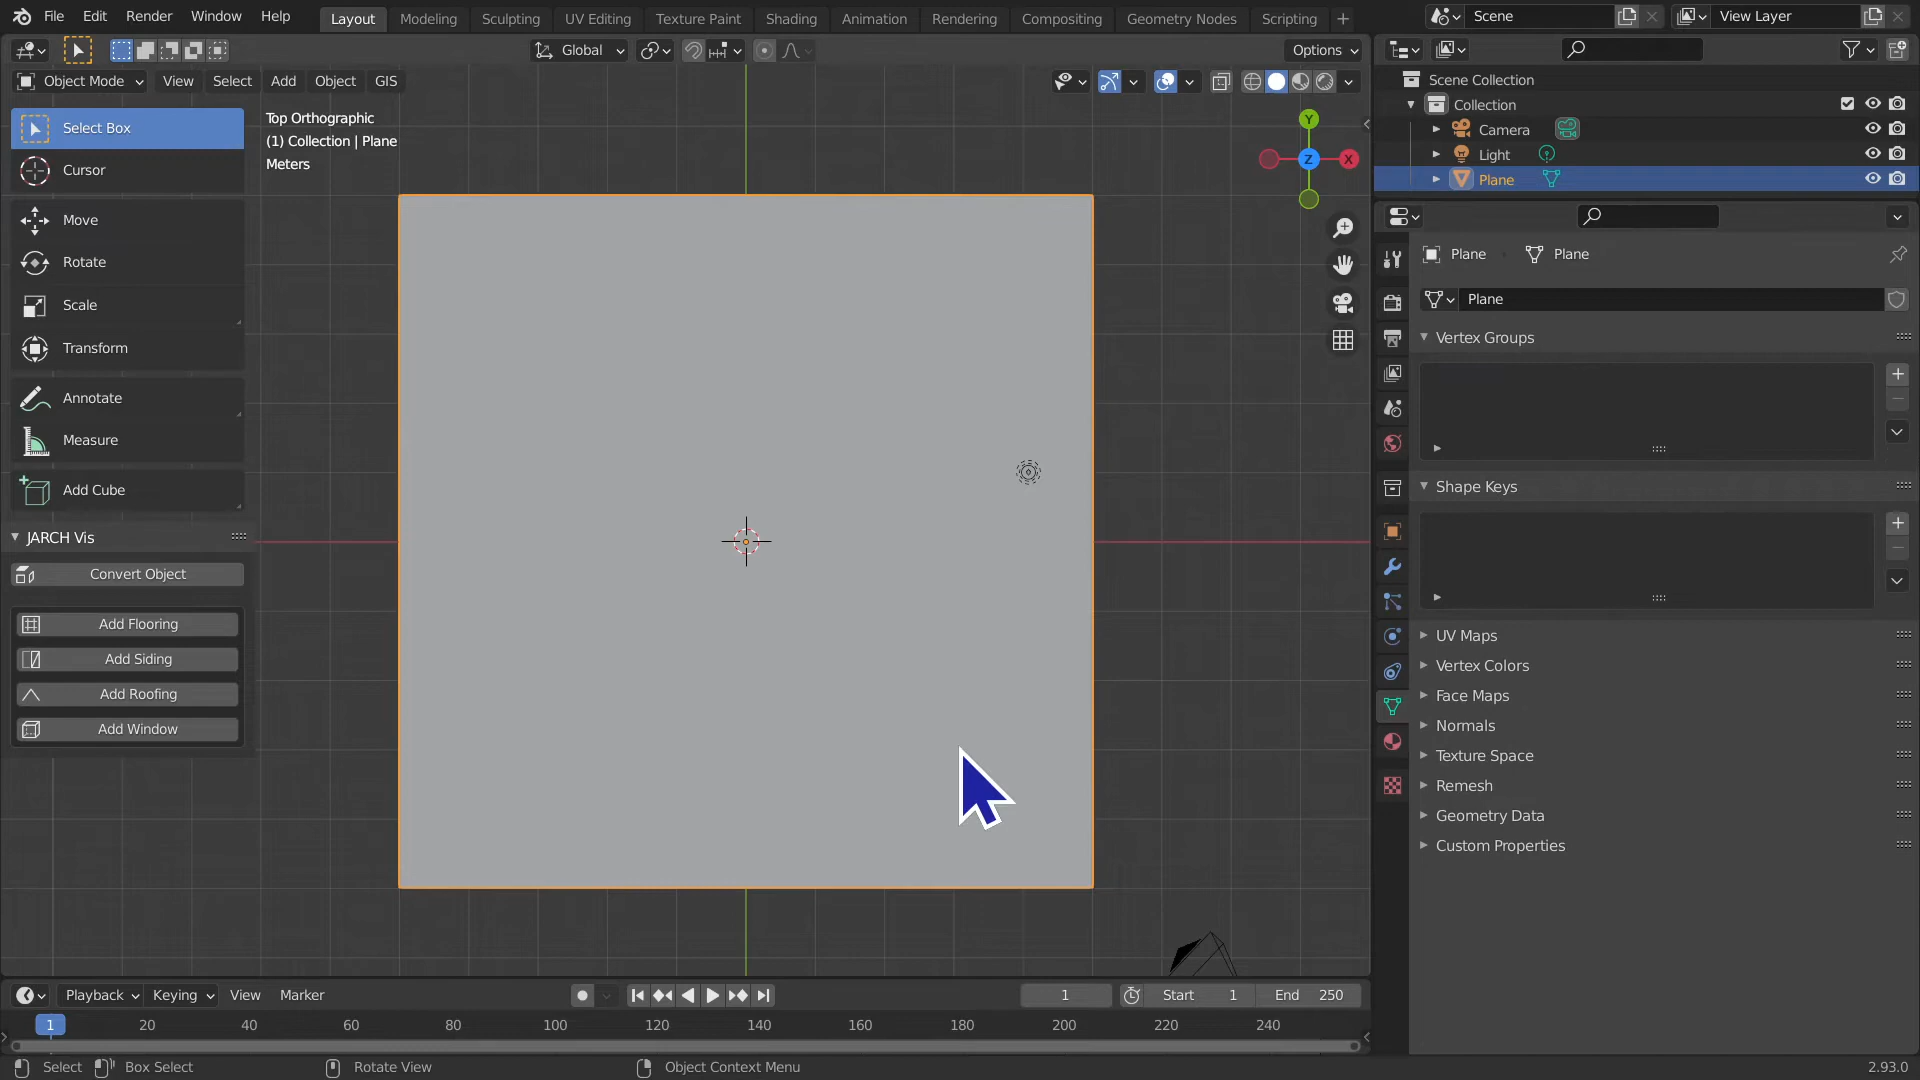 File Edit Render Window Help Layout Modeling Sculpting UV Editing Texture Paint Shading Animation Rendering Compositing Geometry Nodes Scripting + Scene View Layer
Global Options
Object Mode View Select Add Object GIS
Select Box
Cursor
Move
Rotate
Scale
Transform
Annotate
Measure
Add Cube
JARCH Vis
Convert Object
Add Flooring
Add Siding
Add Roofing
Add Window
Top Orthographic
(1) Collection | Plane
Meters
Y
Z X
Scene Collection
Collection
Camera
Light
Plane
Plane Plane
Plane
Vertex Groups
Shape Keys
UV Maps
Vertex Colors
Face Maps
Normals
Texture Space
Remesh
Geometry Data
Custom Properties
Playback Keying View Marker 1 Start 1 End 250
1 20 40 60 80 100 120 140 160 180 200 220 240
Select Box Select Rotate View Object Context Menu 2.93.0